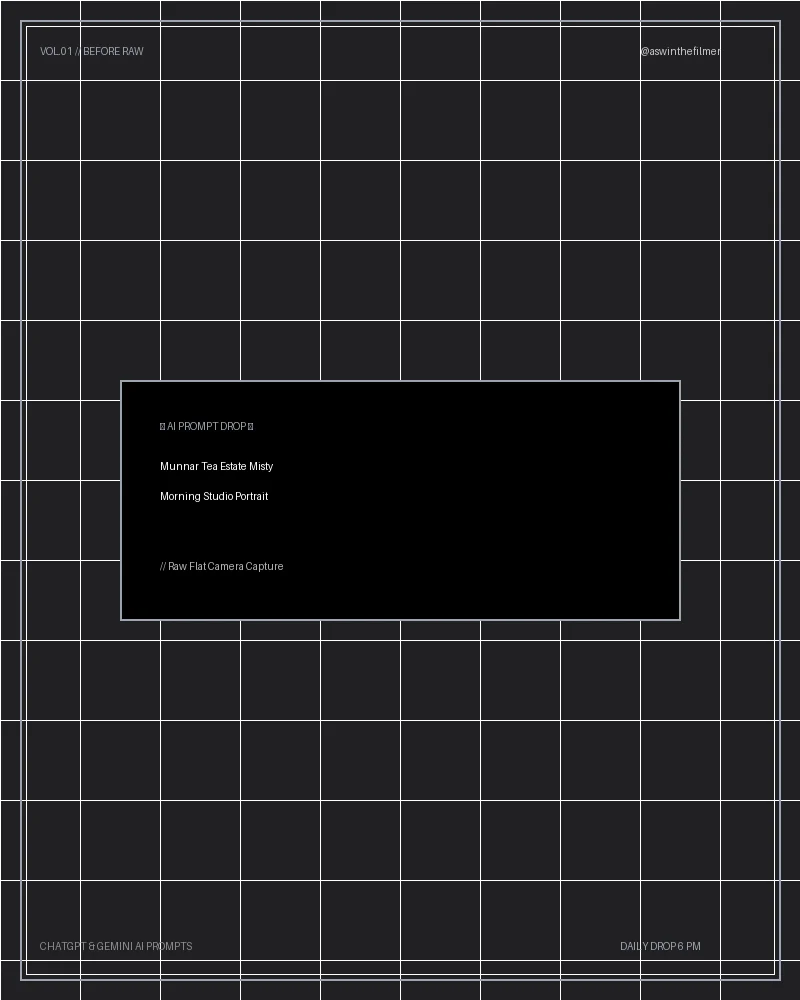 VOL.01 // BEFORE RAW
@aswinthefilmer
AI PROMPT DROP
Munnar Tea Estate Misty
Morning Studio Portrait
// Raw Flat Camera Capture
CHATGPT & GEMINI AI PROMPTS
DAILY DROP 6 PM